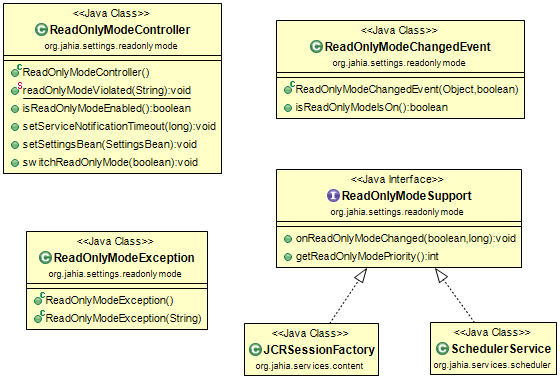 <<Java Class>>
C ReadOnlyModeController
org.jahia.settings.readonlymode
C ReadOnlyModeController()
S readOnlyModeViolated(String):void
isReadOnlyModeEnabled():boolean
setServiceNotificationTimeout(long):void
setSettingsBean(SettingsBean):void
switchReadOnlyMode(boolean):void
<<Java Class>>
C ReadOnlyModeChangedEvent
org.jahia.settings.readonlymode
C ReadOnlyModeChangedEvent(Object,boolean)
isReadOnlyModeIsOn():boolean
<<Java Interface>>
I ReadOnlyModeSupport
org.jahia.settings.readonlymode
onReadOnlyModeChanged(boolean,long):void
getReadOnlyModePriority():int
<<Java Class>>
C ReadOnlyModeException
org.jahia.settings.readonlymode
C ReadOnlyModeException()
C ReadOnlyModeException(String)
<<Java Class>>
C JCRSessionFactory
org.jahia.services.content
<<Java Class>>
C SchedulerService
org.jahia.services.scheduler